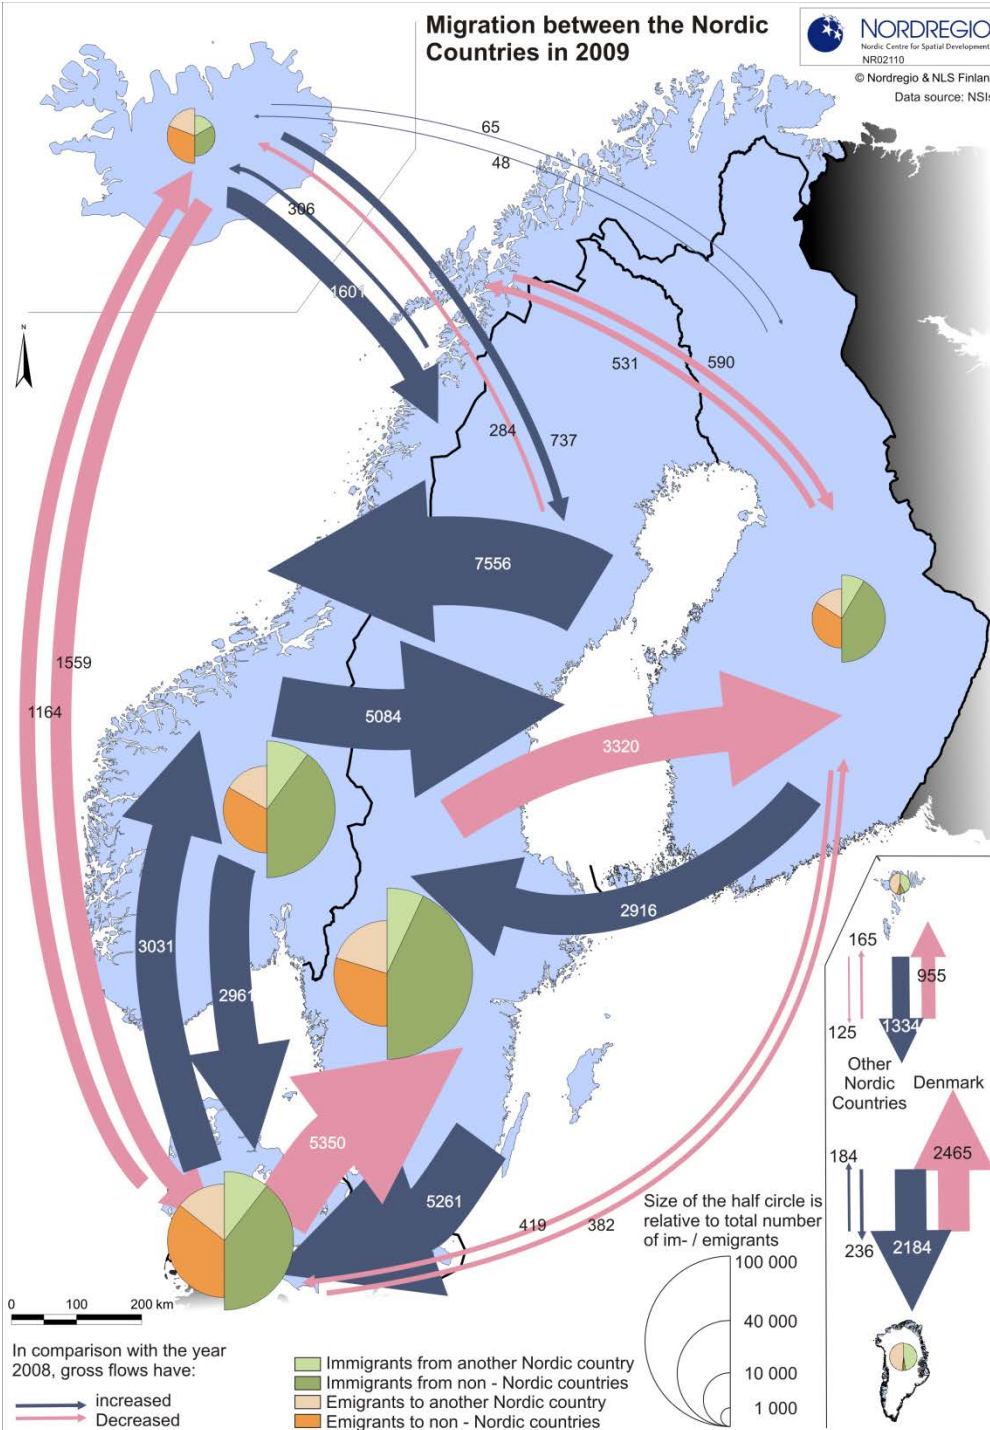 Migration between the Nordic
Countries in 2009
NORDREGIO
Nordic Centre for Spatial Development
NR02110
© Nordregio & NLS Finlan
Data source: NSIs
65
48
306
1601
N
531
590
284
737
7556
1559
1164
5084
3320
3031
2961
2916
165
955
125
1334
Other
Nordic
Countries
Denmark
5350
5261
184
2465
236
2184
419
382
Size of the half circle is
relative to total number
of im- / emigrants
100 000
40 000
10 000
1 000
0 100 200 km
In comparison with the year
2008, gross flows have:
increased
Decreased
Immigrants from another Nordic country
Immigrants from non - Nordic countries
Emigrants to another Nordic country
Emigrants to non - Nordic countries